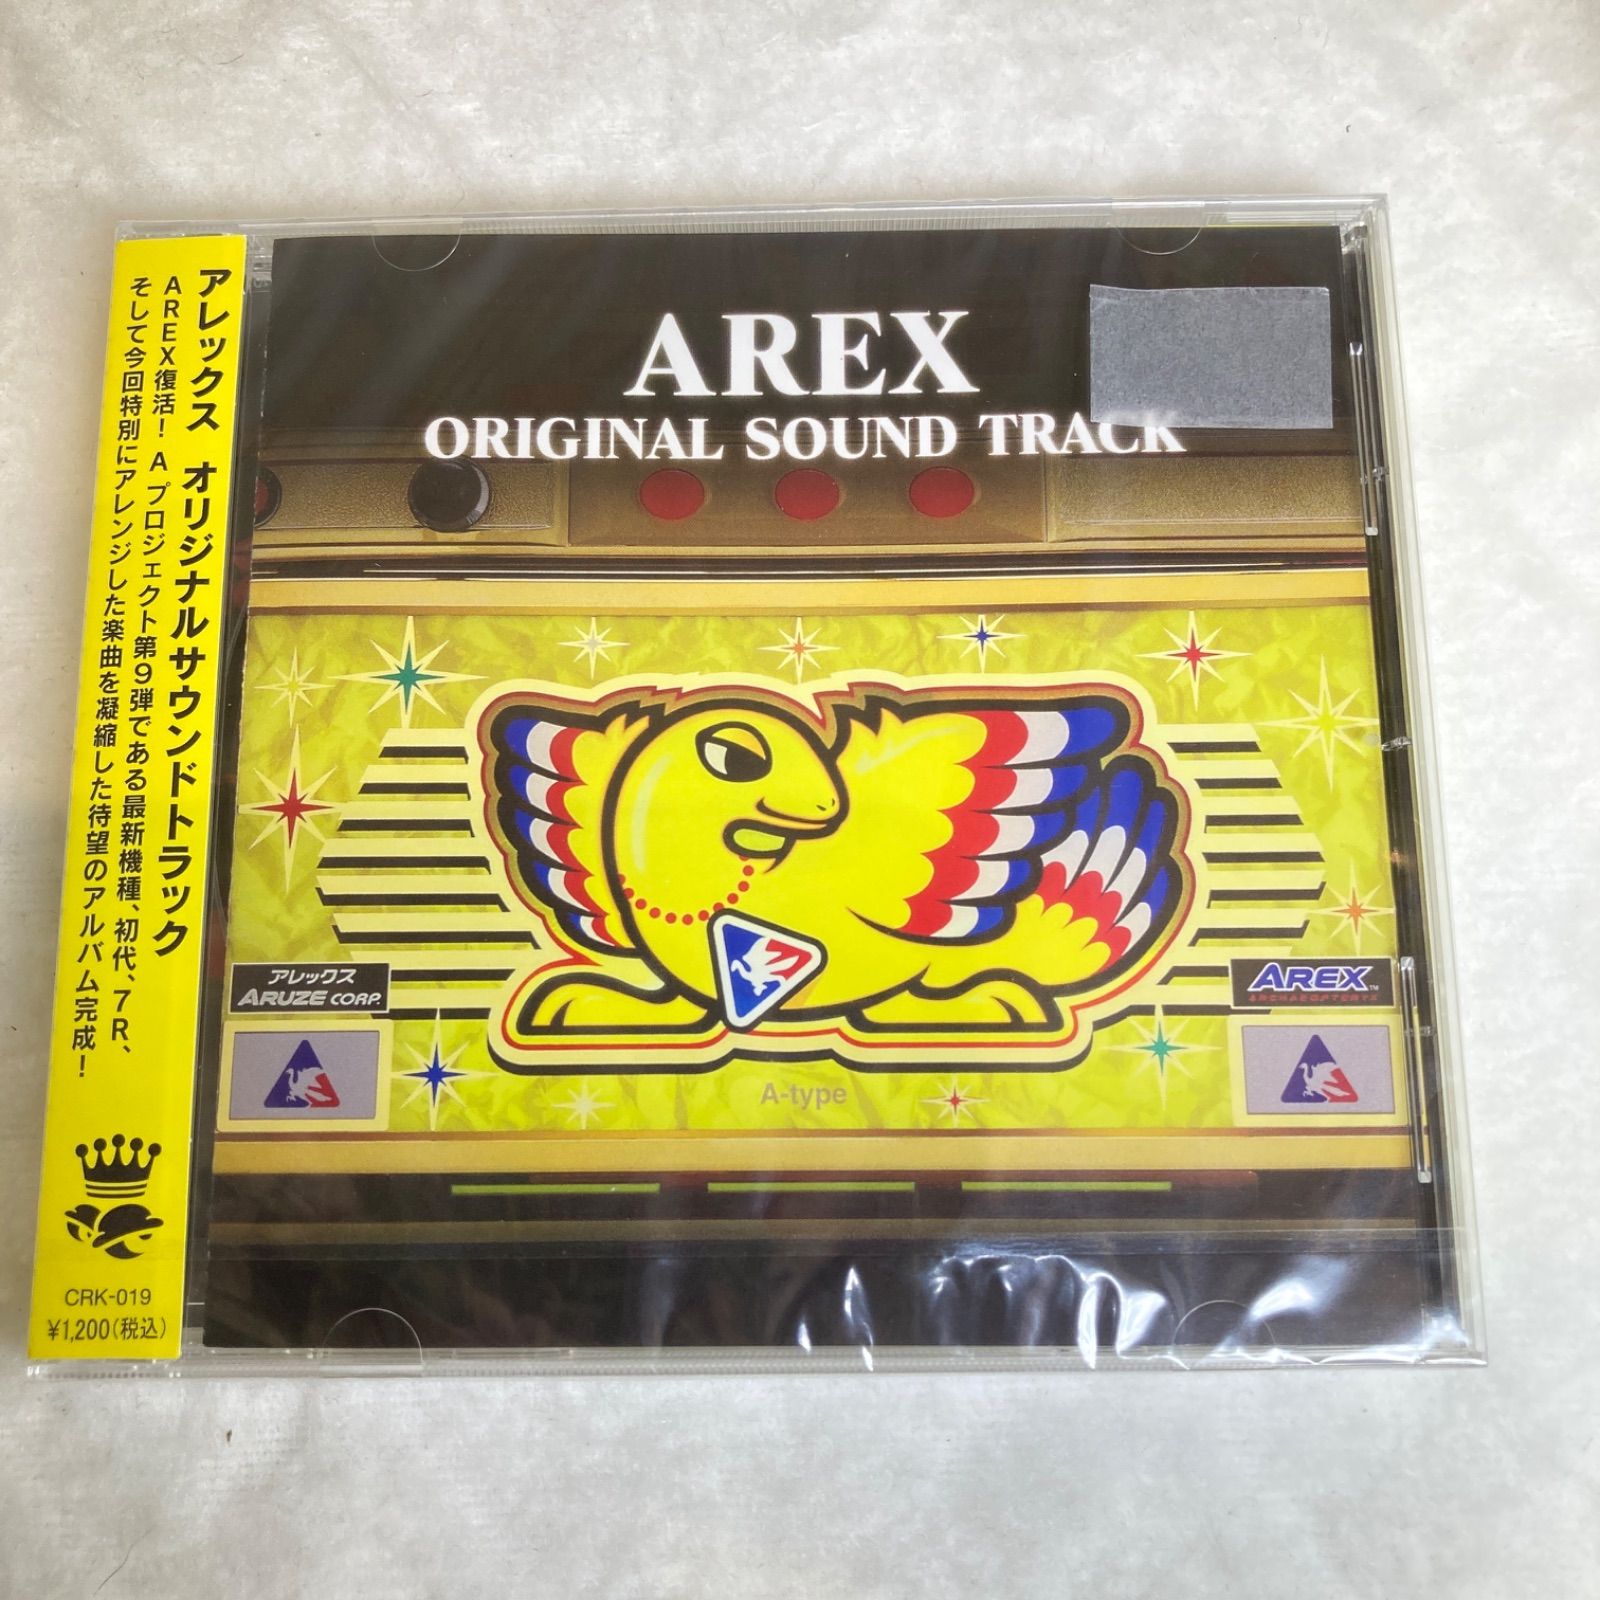 アレックス オリジナルサウンドトラック
AREX復活！ A プロジェクト第9弾である最新機種、初代、7R、
そして今回特別にアレンジした楽曲を凝縮した待望のアルバム完成！
CRK-019
¥1,200(税込)
AREX
ORIGINAL SOUND TRACK
アレックス
ARUZE CORP.
AREX™
ARCHAEOPTERYX
A-type